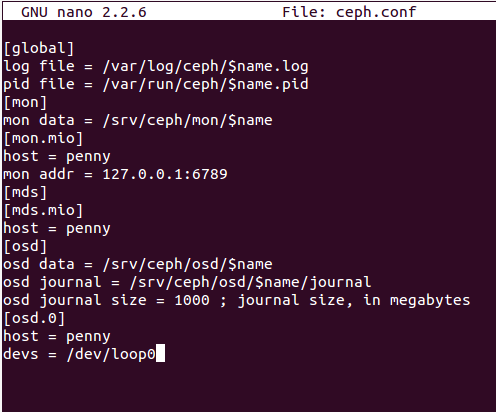 GNU nano 2.2.6 File: ceph.conf
[global]
log file = /var/log/ceph/$name.log
pid file = /var/run/ceph/$name.pid
[mon]
mon data = /srv/ceph/mon/$name
[mon.mio]
host = penny
mon addr = 127.0.0.1:6789
[mds]
[mds.mio]
host = penny
[osd]
osd data = /srv/ceph/osd/$name
osd journal = /srv/ceph/osd/$name/journal
osd journal size = 1000 ; journal size, in megabytes
[osd.0]
host = penny
devs = /dev/loop0